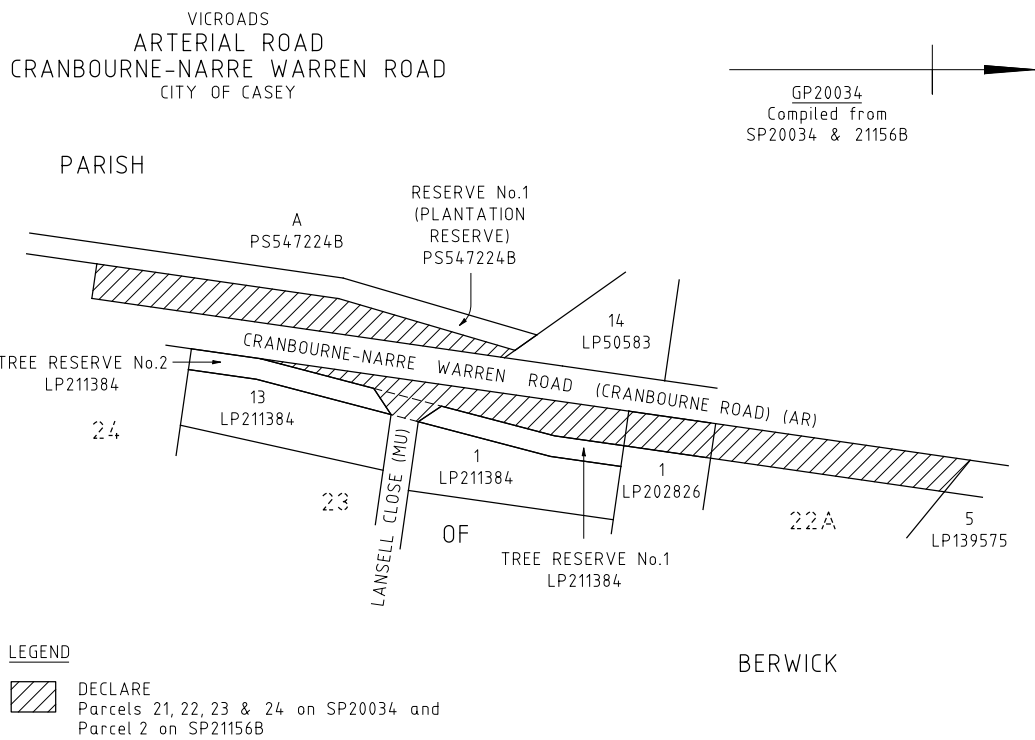 VICROADS
ARTERIAL ROAD
CRANBOURNE-NARRE WARREN ROAD
CITY OF CASEY
GP20034
Compiled from
SP20034 & 21156B
PARISH
A
PS547224B
RESERVE No.1
(PLANTATION
RESERVE)
PS547224B
14
LP50583
CRANBOURNE-NARRE WARREN ROAD (CRANBOURNE ROAD) (AR)
TREE RESERVE No.2
LP211384
13
LP211384
24
23
LANSELL CLOSE (MU)
1
LP211384
OF
1
LP202826
22A
5
LP139575
TREE RESERVE No.1
LP211384
BERWICK
LEGEND
DECLARE
Parcels 21, 22, 23 & 24 on SP20034 and
Parcel 2 on SP21156B